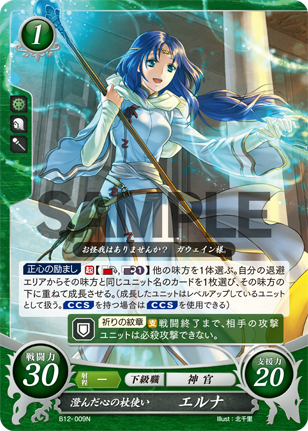 1
SAMPLE
お怪我はありませんか? ガウェイン様。
正心の励まし 起 他の味方を1体選ぶ。自分の退避
エリアからその味方と同じユニット名のカードを1枚選び、その味方の
下に重ねて成長させる。(成長したユニットはレベルアップしているユニット
として扱う。CCSを持つ場合はCCSを使用できる)
祈りの紋章 支 戦闘終了まで、相手の攻撃
ユニットは必殺攻撃できない。
戦闘力
30
射程 ー 下級職 神官
支援力
20
澄んだ心の杖使い エルナ
B12-009N
Illust:北千里